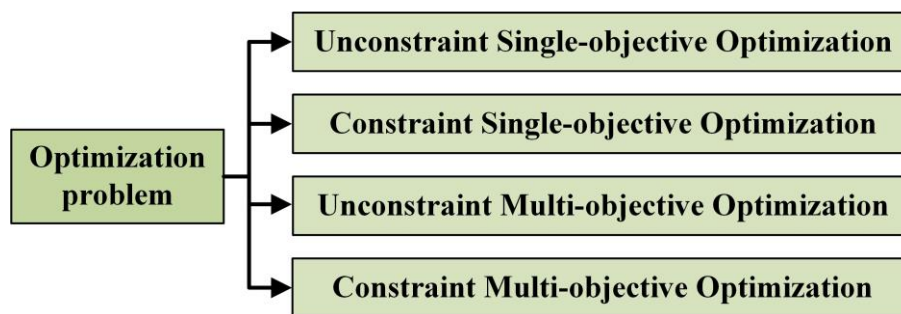 Unconstraint Single-objective Optimization
Constraint Single-objective Optimization
Optimization
problem
Unconstraint Multi-objective Optimization
Constraint Multi-objective Optimization